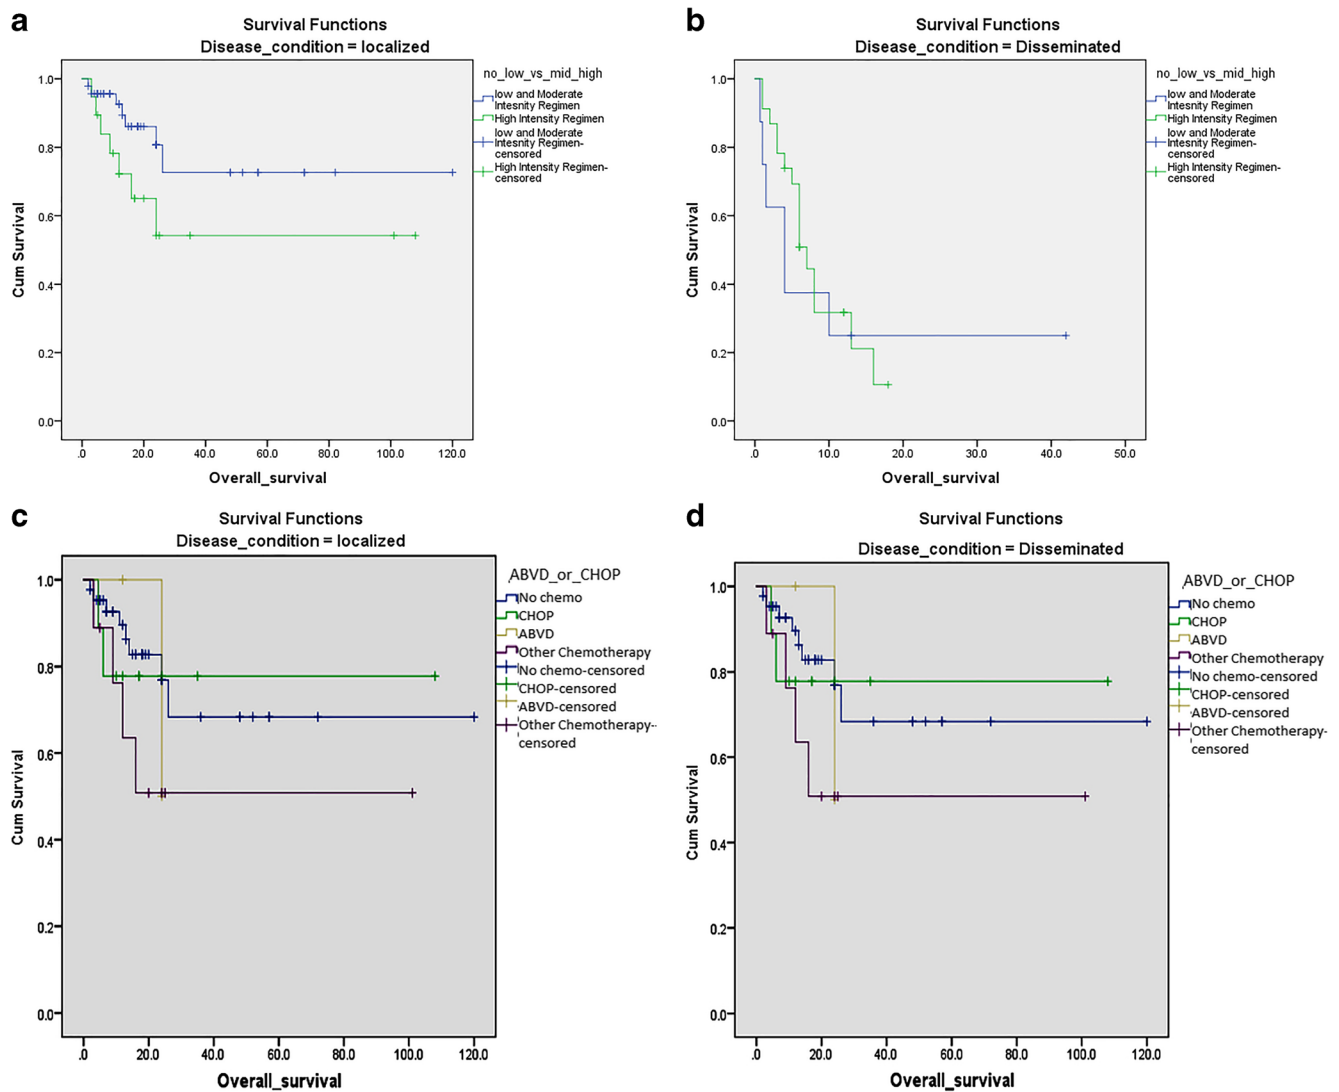 a
Survival Functions
Disease_condition = localized
no_low_vs_mid_high
low and Moderate
Intesnity Regimen
High Intensity Regimen
low and Moderate
Intesnity Regimen-
censored
High Intensity Regimen-
censored
Cum Survival
1.0
0.8
0.6
0.4
0.2
0.0
.0 20.0 40.0 60.0 80.0 100.0 120.0
Overall_survival
b
Survival Functions
Disease_condition = Disseminated
no_low_vs_mid_high
low and Moderate
Intesnity Regimen
High Intensity Regimen
low and Moderate
Intesnity Regimen-
censored
High Intensity Regimen-
censored
Cum Survival
1.0
0.8
0.6
0.4
0.2
0.0
.0 10.0 20.0 30.0 40.0 50.0
Overall_survival
c
Survival Functions
Disease_condition = localized
ABVD_or_CHOP
No chemo
CHOP
ABVD
Other Chemotherapy
No chemo-censored
CHOP-censored
ABVD-censored
Other Chemotherapy-
censored
Cum Survival
1.0
0.8
0.6
0.4
0.2
0.0
.0 20.0 40.0 60.0 80.0 100.0 120.0
Overall_survival
d
Survival Functions
Disease_condition = Disseminated
ABVD_or_CHOP
No chemo
CHOP
ABVD
Other Chemotherapy
No chemo-censored
CHOP-censored
ABVD-censored
Other Chemotherapy-
censored
Cum Survival
1.0
0.8
0.6
0.4
0.2
0.0
.0 20.0 40.0 60.0 80.0 100.0 120.0
Overall_survival